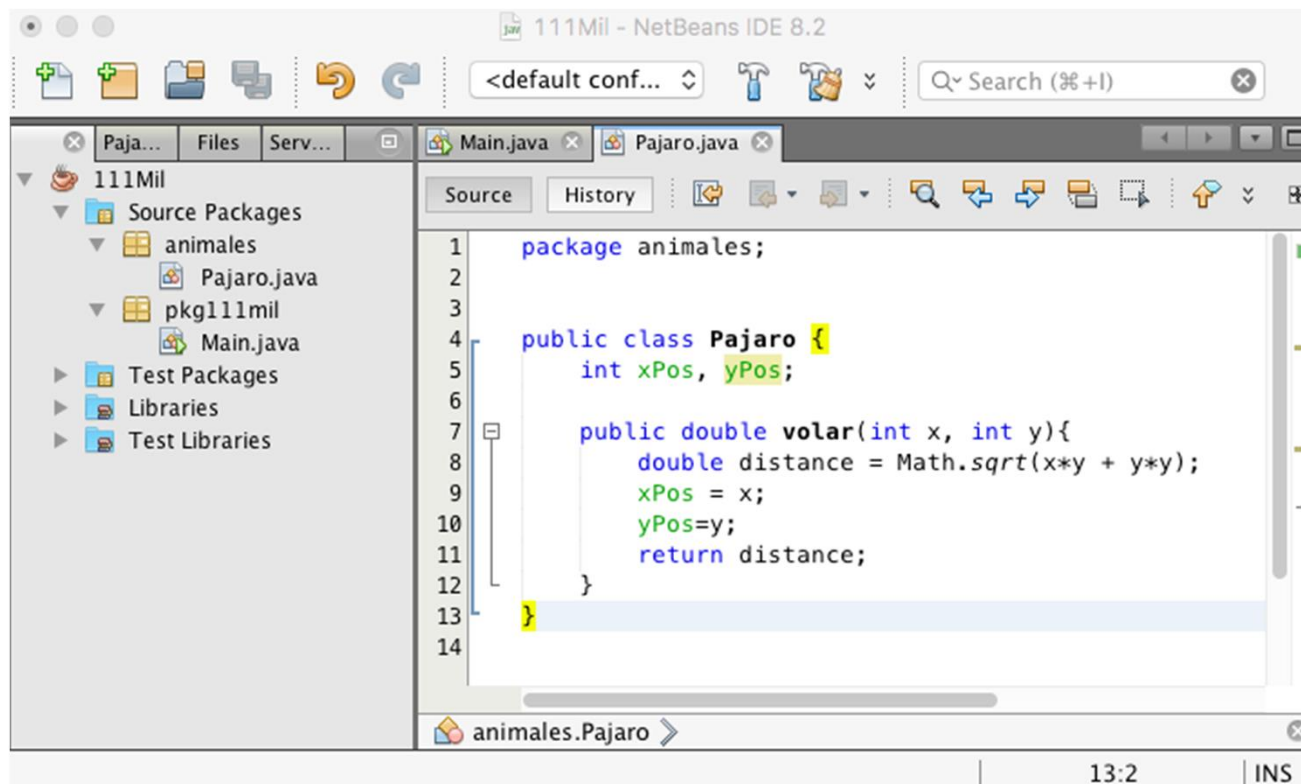 111Mil - NetBeans IDE 8.2
<default conf...
Search (⌘+I)
Paja...
Files
Serv...
Main.java
Pajaro.java
111Mil
Source Packages
animales
Pajaro.java
pkg111mil
Main.java
Test Packages
Libraries
Test Libraries
Source
History
1 package animales;
2
3
4 public class Pajaro {
5 int xPos, yPos;
6
7 public double volar(int x, int y){
8 double distance = Math.sqrt(x*y + y*y);
9 xPos = x;
10 yPos=y;
11 return distance;
12 }
13 }
14
animales.Pajaro
13:2
INS